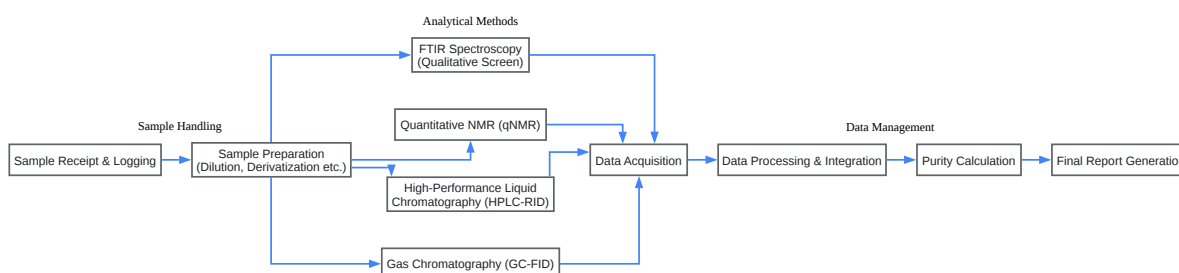 Analytical Methods
FTIR Spectroscopy
(Qualitative Screen)
Sample Handling
Quantitative NMR (qNMR)
Data Management
Sample Receipt & Logging
Sample Preparation
(Dilution, Derivatization etc.)
Data Acquisition
Data Processing & Integration
Purity Calculation
Final Report Generatio
High-Performance Liquid
Chromatography (HPLC-RID)
Gas Chromatography (GC-FID)